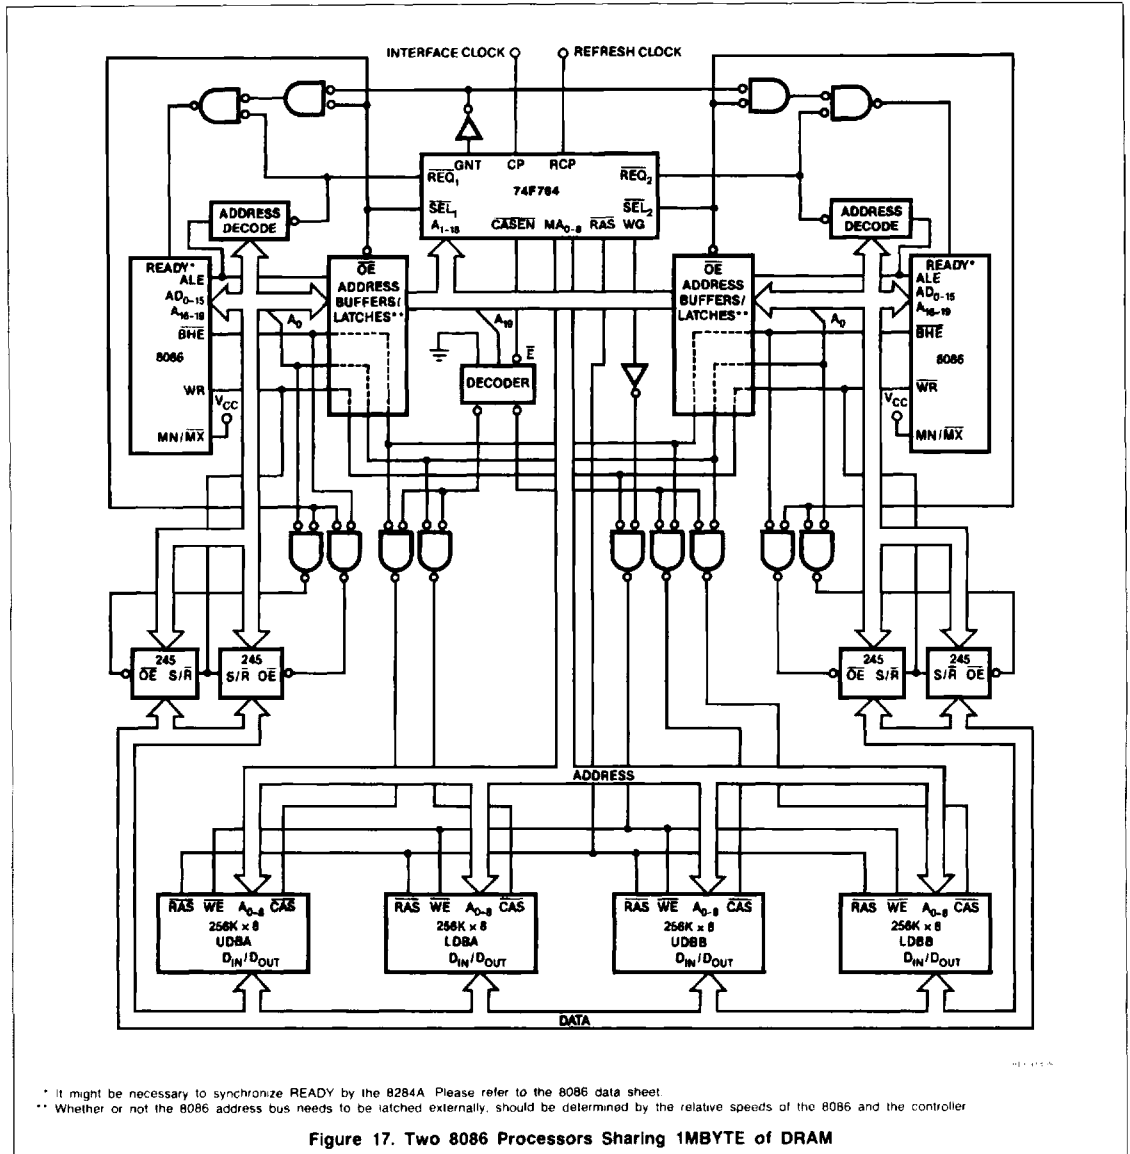 INTERFACE CLOCK REFRESH CLOCK
GNT CP RCP
REQ1 REQ2
74F764
SEL1 SEL2
A1-18 CASEN MA0-8 RAS WG
ADDRESS DECODE
ADDRESS DECODE
READY*
ALE
AD0-15
A16-19
BHE
8086
WR
VCC
MN/MX
A0
OE
ADDRESS
BUFFERS/
LATCHES**
A19
E
DECODER
OE
ADDRESS
BUFFERS/
LATCHES**
A0
READY*
ALE
AD0-15
A16-19
BHE
8086
WR
VCC
MN/MX
245
OE S/R
245
S/R OE
245
OE S/R
245
S/R OE
ADDRESS
RAS WE A0-8 CAS
256K x 8
UDBA
DIN/DOUT
RAS WE A0-8 CAS
256K x 8
LDBA
DIN/DOUT
RAS WE A0-8 CAS
256K x 8
UDBB
DIN/DOUT
RAS WE A0-8 CAS
256K x 8
LDBB
DIN/DOUT
DATA
* It might be necessary to synchronize READY by the 8284A. Please refer to the 8086 data sheet.
** Whether or not the 8086 address bus needs to be latched externally, should be determined by the relative speeds of the 8086 and the controller
Figure 17. Two 8086 Processors Sharing 1MBYTE of DRAM